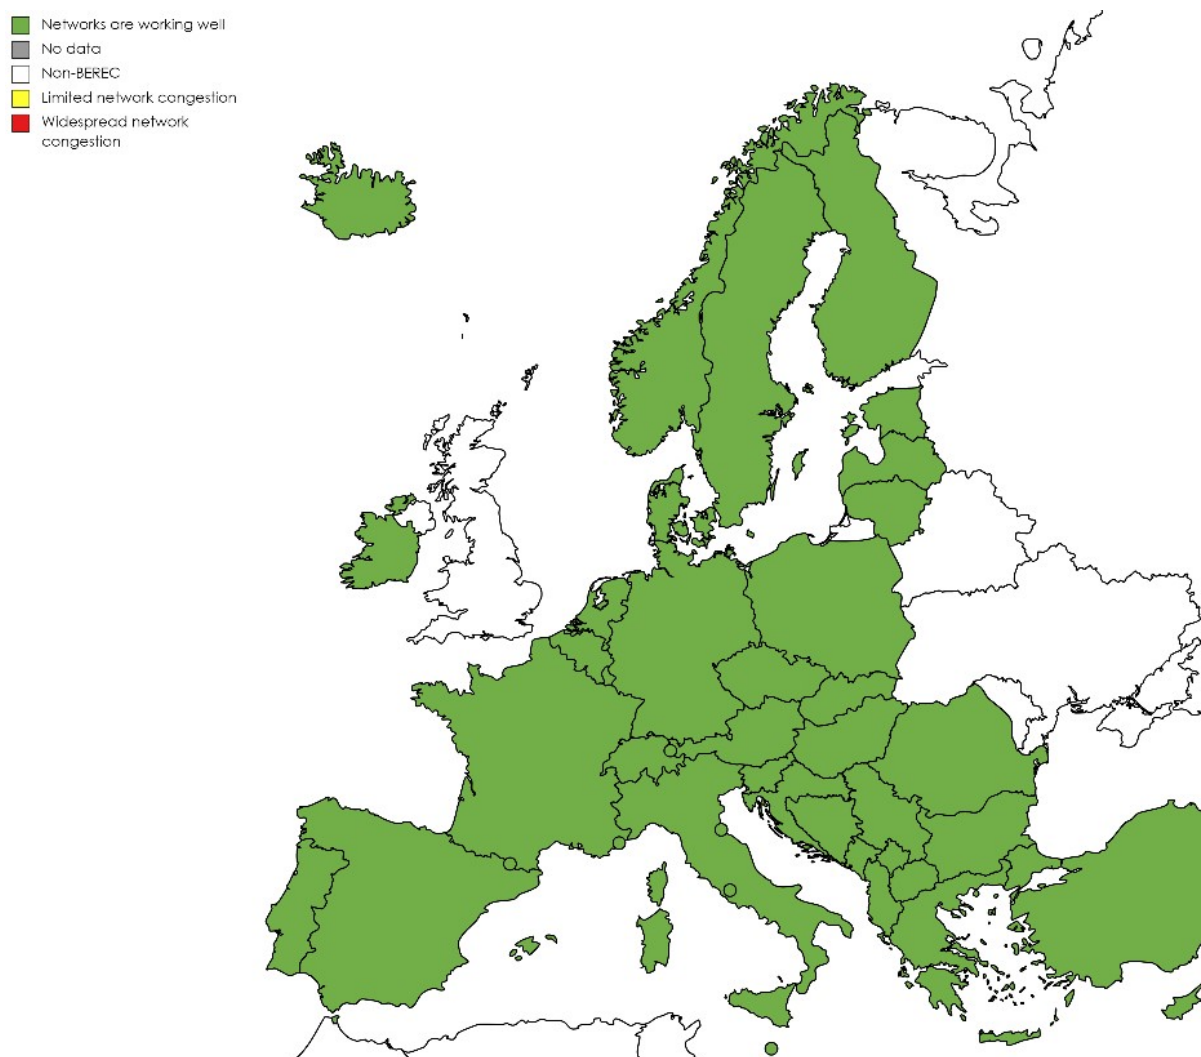 Networks are working well
No data
Non-BEREC
Limited network congestion
Widespread network
congestion